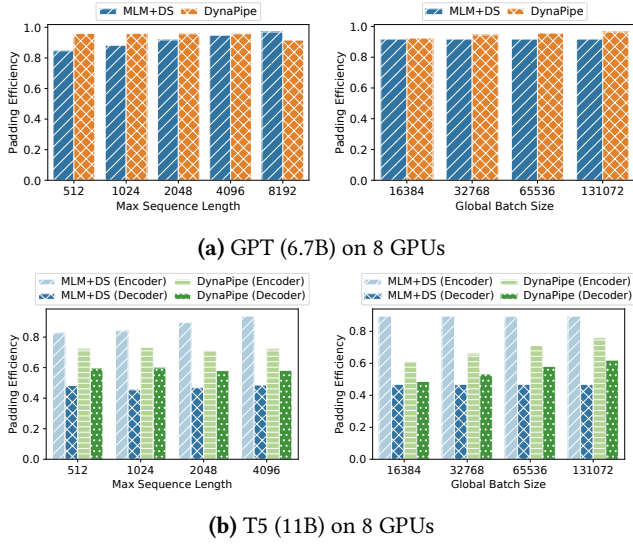 MLM+DS DynaPipe
MLM+DS DynaPipe
Padding Efficiency
1.0
0.8
0.6
0.4
0.2
0.0
512 1024 2048 4096 8192
Max Sequence Length
Padding Efficiency
1.0
0.8
0.6
0.4
0.2
0.0
16384 32768 65536 131072
Global Batch Size
(a) GPT (6.7B) on 8 GPUs
MLM+DS (Encoder) DynaPipe (Encoder)
MLM+DS (Decoder) DynaPipe (Decoder)
MLM+DS (Encoder) DynaPipe (Encoder)
MLM+DS (Decoder) DynaPipe (Decoder)
Padding Efficiency
0.8
0.6
0.4
0.2
0.0
512 1024 2048 4096
Max Sequence Length
Padding Efficiency
0.8
0.6
0.4
0.2
0.0
16384 32768 65536 131072
Global Batch Size
(b) T5 (11B) on 8 GPUs